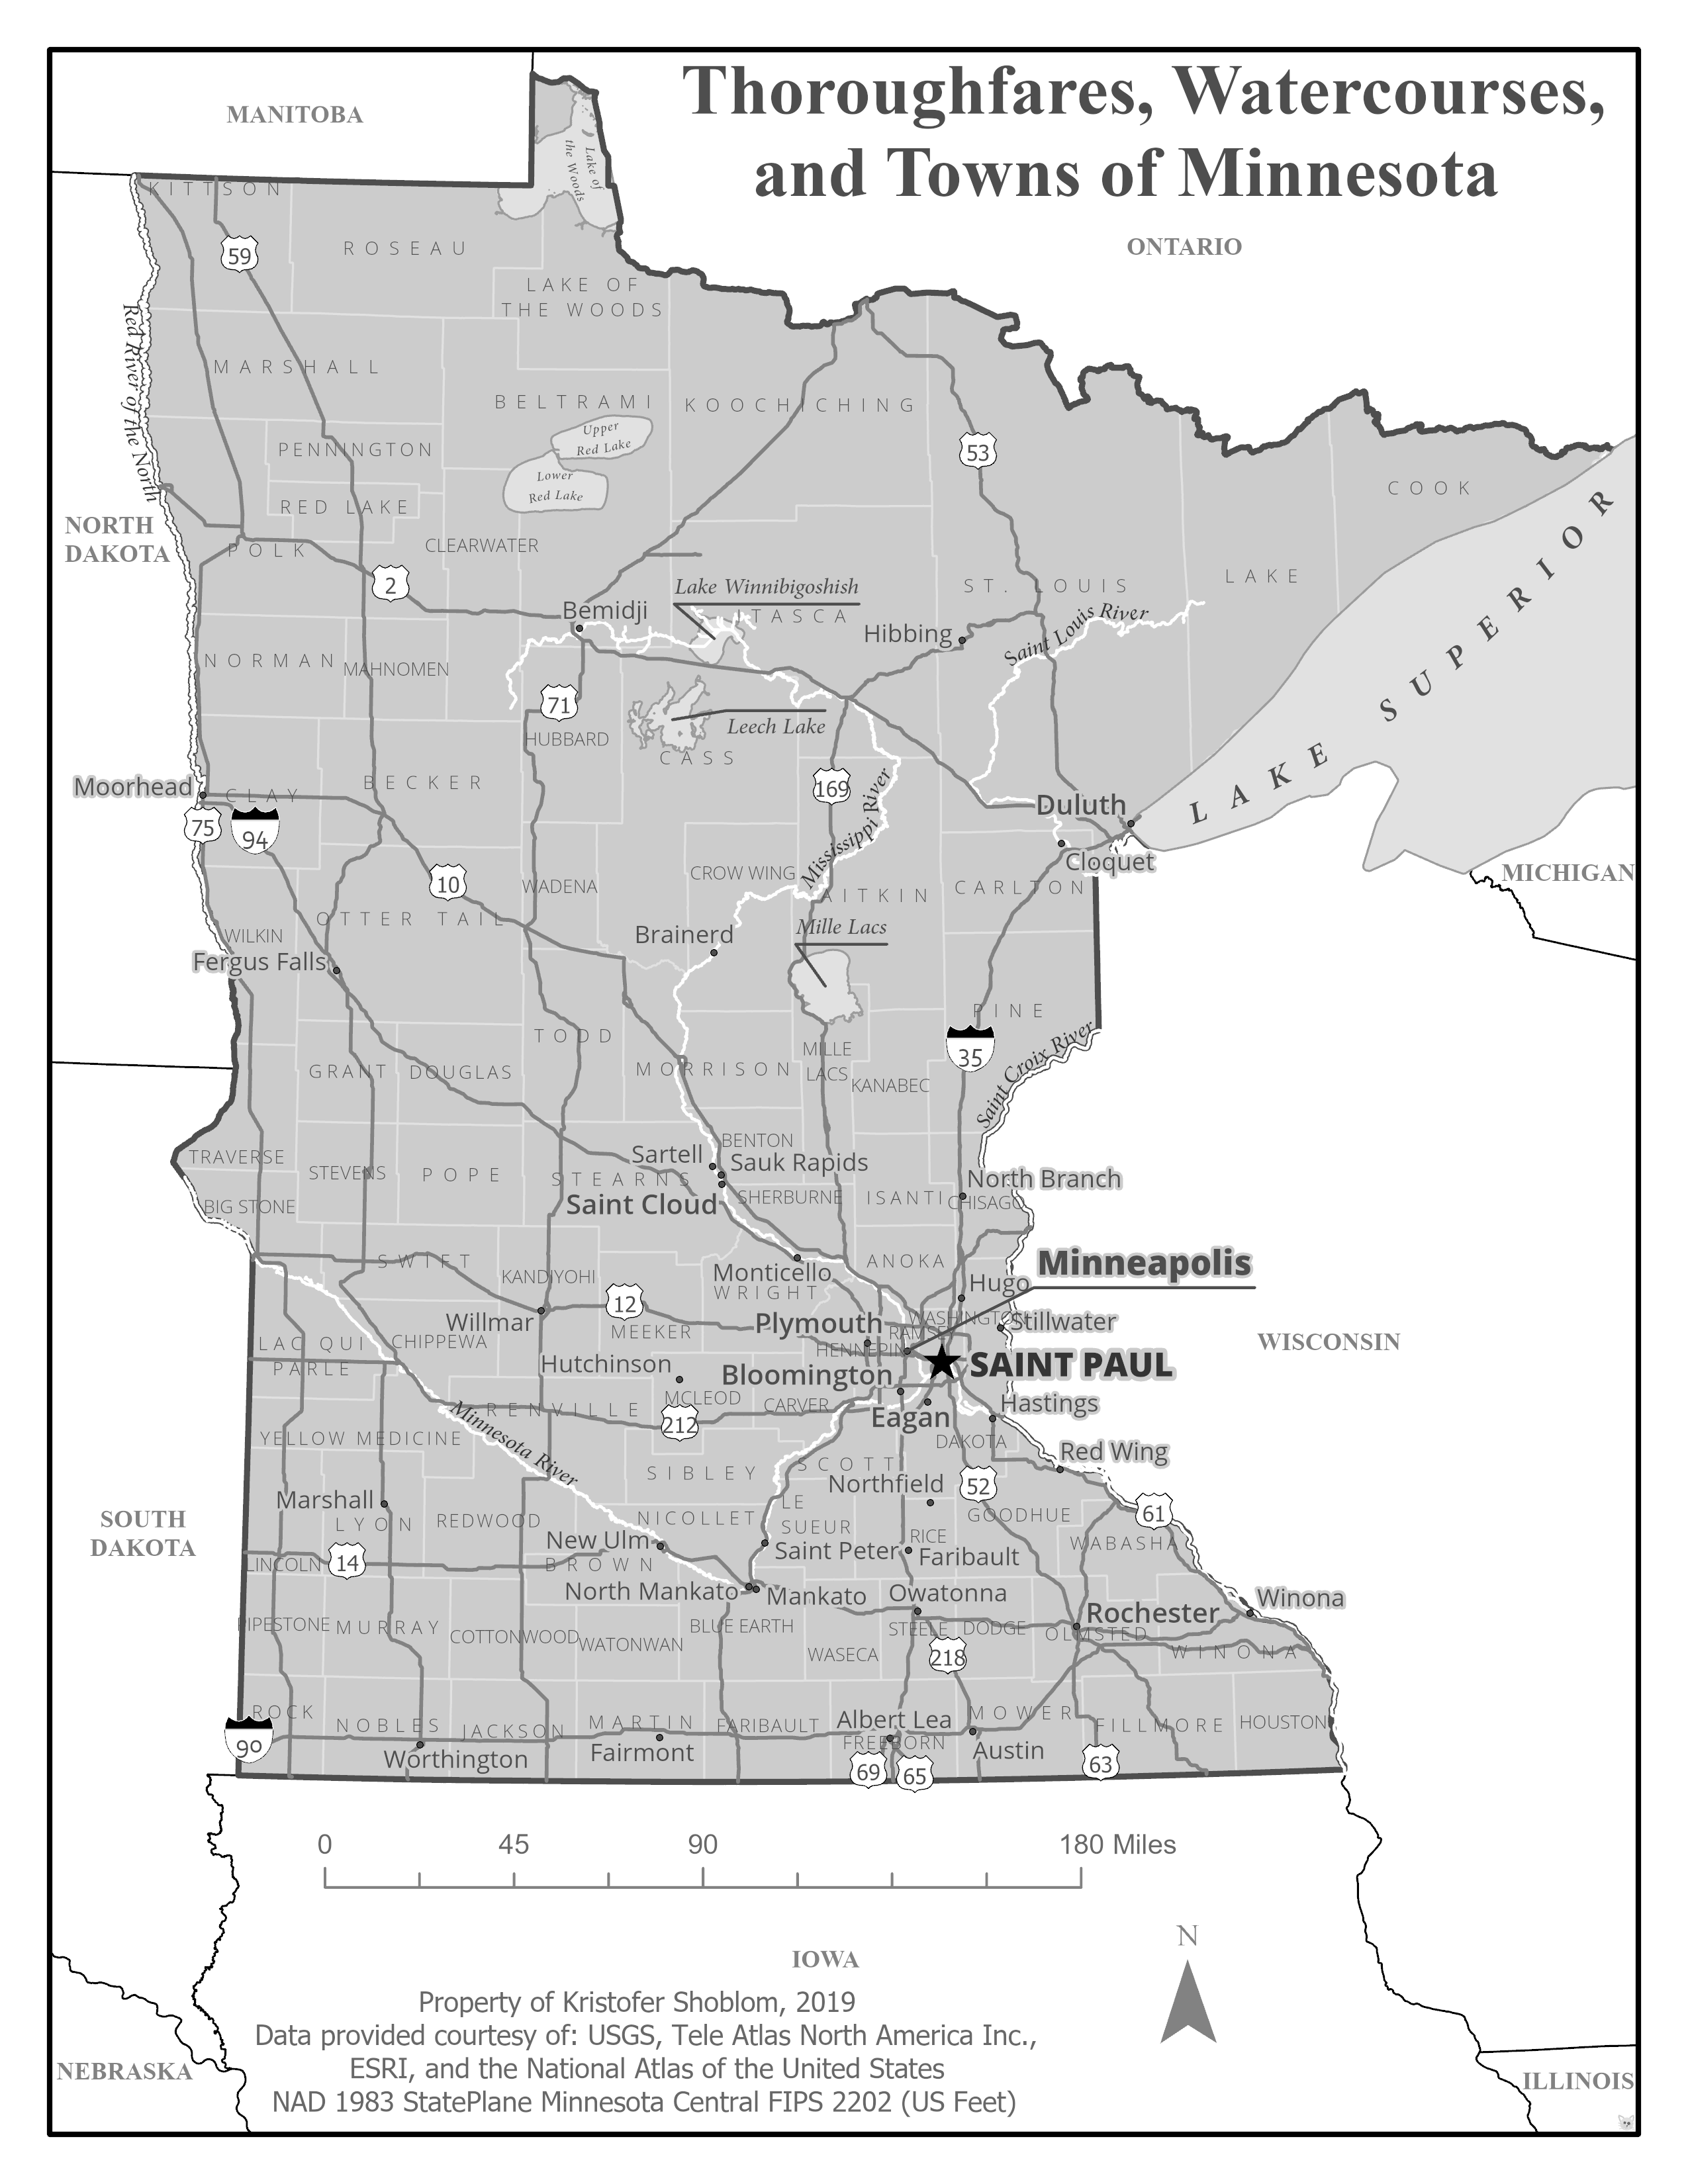 Thoroughfares, Watercourses,
and Towns of Minnesota
MANITOBA
ONTARIO
KITTSON
Lake of
the Woods
59
ROSEAU
LAKE OF
THE WOODS
Red River of the North
MARSHALL
BELTRAMI
KOOCHICHING
Upper
Red Lake
PENNINGTON
53
Lower
Red Lake
COOK
RED LAKE
NORTH
DAKOTA
POLK
CLEARWATER
2
Lake Winnibigoshish
ST. LOUIS
LAKE
Bemidji
ITASCA
Hibbing
Saint Louis River
LAKE SUPERIOR
NORMAN
MAHNOMEN
71
Leech Lake
HUBBARD
CASS
Moorhead
CLAY
BECKER
169
Mississippi River
Duluth
75
94
Cloquet
MICHIGAN
10
WADENA
CROW WING
AITKIN
CARLTON
OTTER TAIL
WILKIN
Brainerd
Mille Lacs
Fergus Falls
PINE
TODD
MILLE
LACS
35
Saint Croix River
GRANT
DOUGLAS
MORRISON
KANABEC
BENTON
TRAVERSE
Sartell
Sauk Rapids
STEVENS
POPE
STEARNS
North Branch
BIG STONE
Saint Cloud
SHERBURNE
ISANTI
CHISAGO
SWIFT
ANOKA
Minneapolis
KANDIYOHI
Monticello
WRIGHT
Hugo
12
Willmar
MEEKER
Plymouth
WASHINGTON
Stillwater
RAMSEY
LAC QUI
PARLE
CHIPPEWA
HENNEPIN
WISCONSIN
Hutchinson
Bloomington
SAINT PAUL
MCLEOD
CARVER
Hastings
RENVILLE
212
Eagan
Minnesota River
YELLOW MEDICINE
DAKOTA
Red Wing
SIBLEY
SCOTT
Northfield
52
Marshall
LE
SUEUR
61
SOUTH
DAKOTA
LYON
REDWOOD
NICOLLET
GOODHUE
New Ulm
RICE
WABASHA
LINCOLN
14
BROWN
Saint Peter
Faribault
North Mankato
Mankato
Owatonna
Winona
PIPESTONE
MURRAY
COTTONWOOD
WATONWAN
BLUE EARTH
STEELE
DODGE
Rochester
OLMSTED
WASECA
218
WINONA
ROCK
NOBLES
JACKSON
MARTIN
FARIBAULT
Albert Lea
MOWER
FILLMORE
HOUSTON
90
Worthington
Fairmont
FREEBORN
Austin
69
65
63
0 45 90 180 Miles
N
IOWA
Property of Kristofer Shoblom, 2019
Data provided courtesy of: USGS, Tele Atlas North America Inc.,
ESRI, and the National Atlas of the United States
NAD 1983 StatePlane Minnesota Central FIPS 2202 (US Feet)
NEBRASKA
ILLINOIS